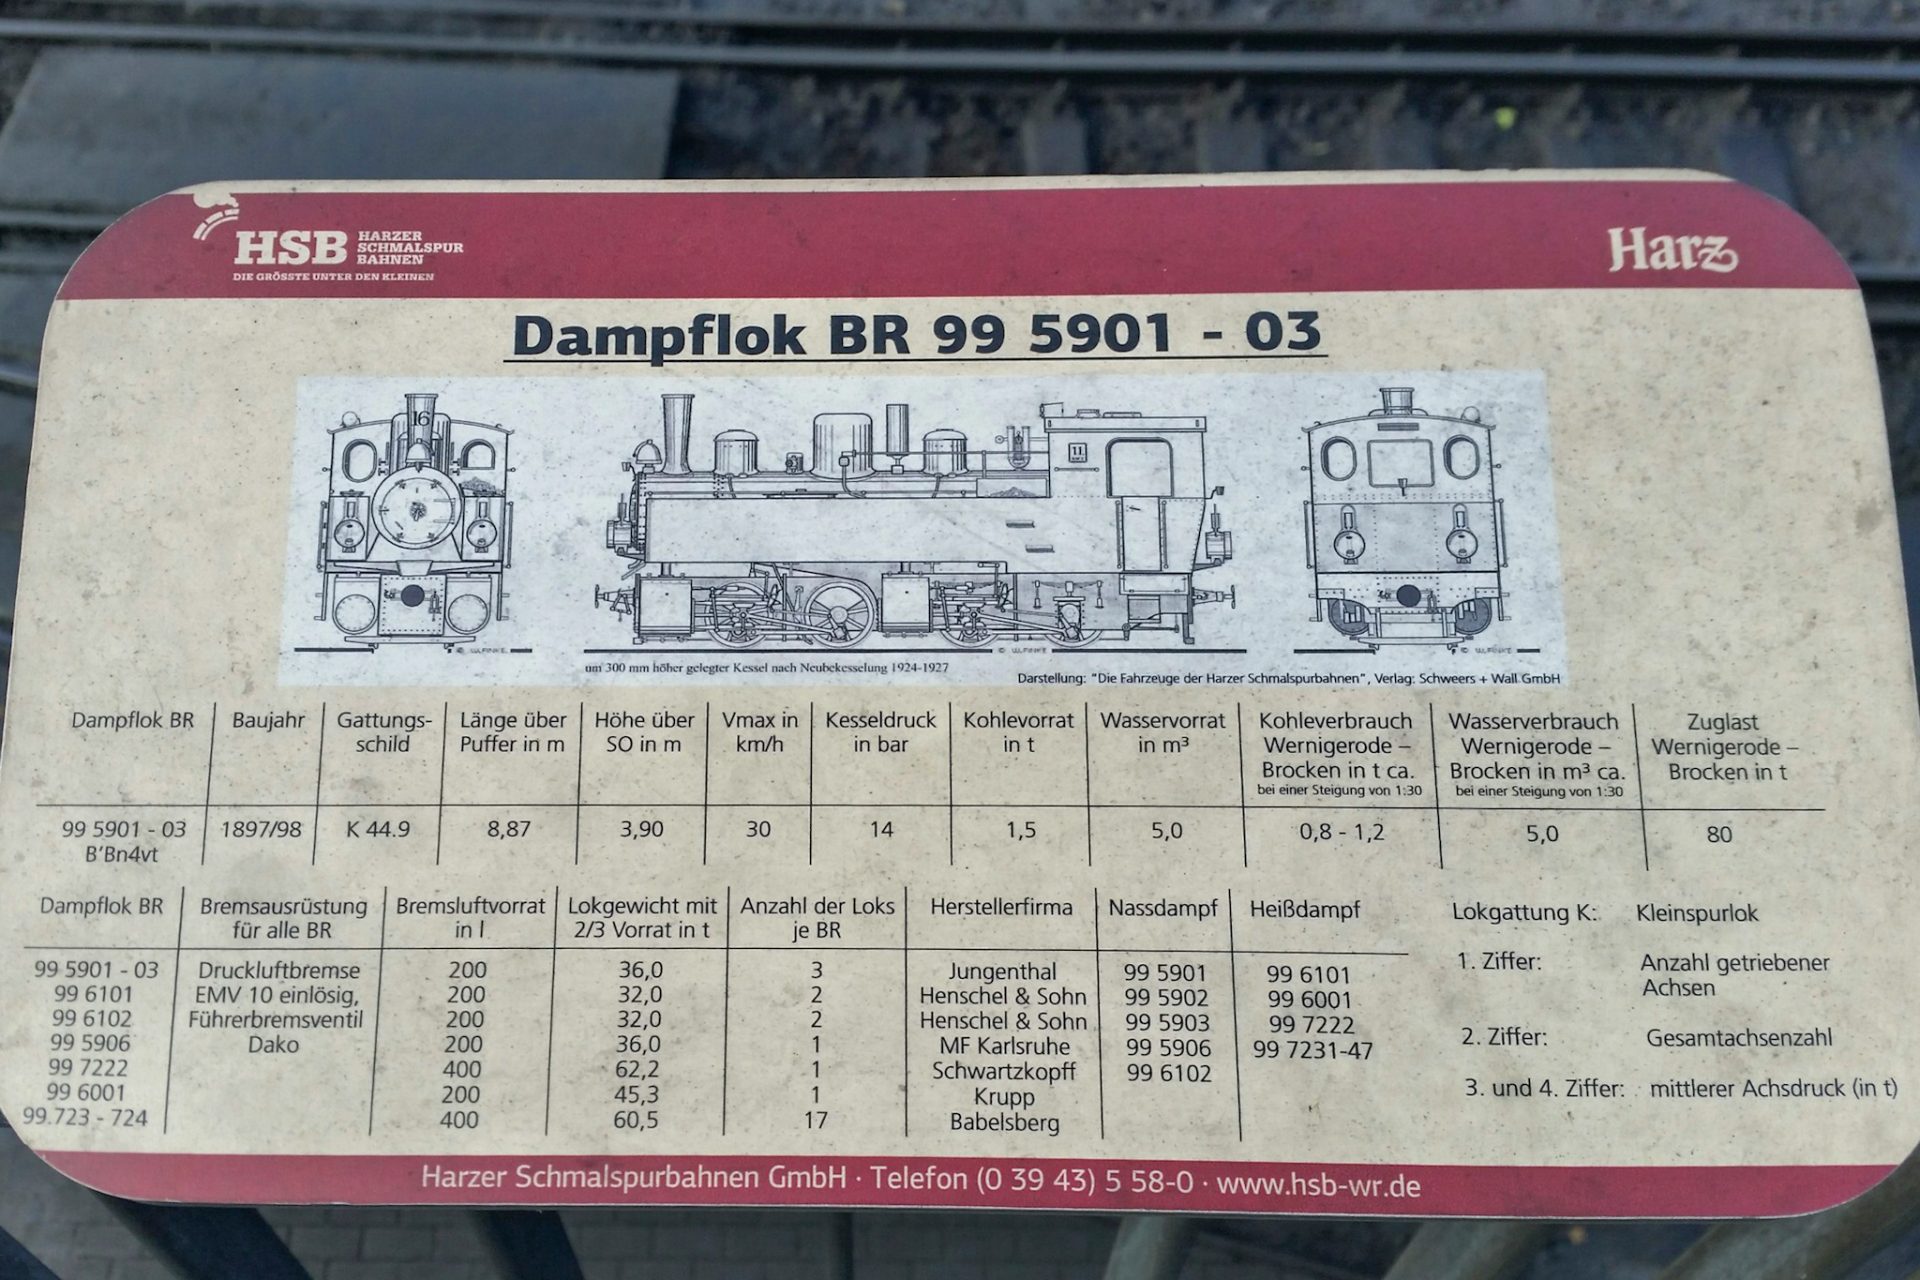 HSB HARZER
SCHMALSPUR
BAHNEN
DIE GRÖSSTE UNTER DEN KLEINEN
Harz
Dampflok BR 99 5901 - 03
16
11
© W.FINKE
© W.FINKE
© W.FINKE
um 300 mm höher gelegter Kessel nach Neubekesselung 1924-1927
Darstellung: "Die Fahrzeuge der Harzer Schmalspurbahnen", Verlag: Schweers + Wall GmbH
Dampflok BR | Baujahr | Gattungs- | Länge über | Höhe über | Vmax in | Kesseldruck | Kohlevorrat | Wasservorrat | Kohleverbrauch | Wasserverbrauch | Zuglast
schild | Puffer in m | SO in m | km/h | in bar | in t | in m³ | Wernigerode – | Wernigerode – | Wernigerode –
Brocken in t ca. | Brocken in m³ ca. | Brocken in t
bei einer Steigung von 1:30 | bei einer Steigung von 1:30
99 5901 - 03 | 1897/98 | K 44.9 | 8,87 | 3,90 | 30 | 14 | 1,5 | 5,0 | 0,8 - 1,2 | 5,0 | 80
B'Bn4vt
Dampflok BR | Bremsausrüstung | Bremsluftvorrat | Lokgewicht mit | Anzahl der Loks | Herstellerfirma | Nassdampf | Heißdampf
für alle BR | in l | 2/3 Vorrat in t | je BR
99 5901 - 03 | Druckluftbremse | 200 | 36,0 | 3 | Jungenthal | 99 5901 | 99 6101
99 6101 | EMV 10 einlösig, | 200 | 32,0 | 2 | Henschel & Sohn | 99 5902 | 99 6001
99 6102 | Führerbremsventil | 200 | 32,0 | 2 | Henschel & Sohn | 99 5903 | 99 7222
99 5906 | Dako | 200 | 36,0 | 1 | MF Karlsruhe | 99 5906 | 99 7231-47
99 7222 | 400 | 62,2 | 1 | Schwartzkopff | 99 6102
99 6001 | 200 | 45,3 | 1 | Krupp
99.723 - 724 | 400 | 60,5 | 17 | Babelsberg
Lokgattung K: Kleinspurlok
1. Ziffer: Anzahl getriebener
Achsen
2. Ziffer: Gesamtachsenzahl
3. und 4. Ziffer: mittlerer Achsdruck (in t)
Harzer Schmalspurbahnen GmbH · Telefon (0 39 43) 5 58-0 · www.hsb-wr.de